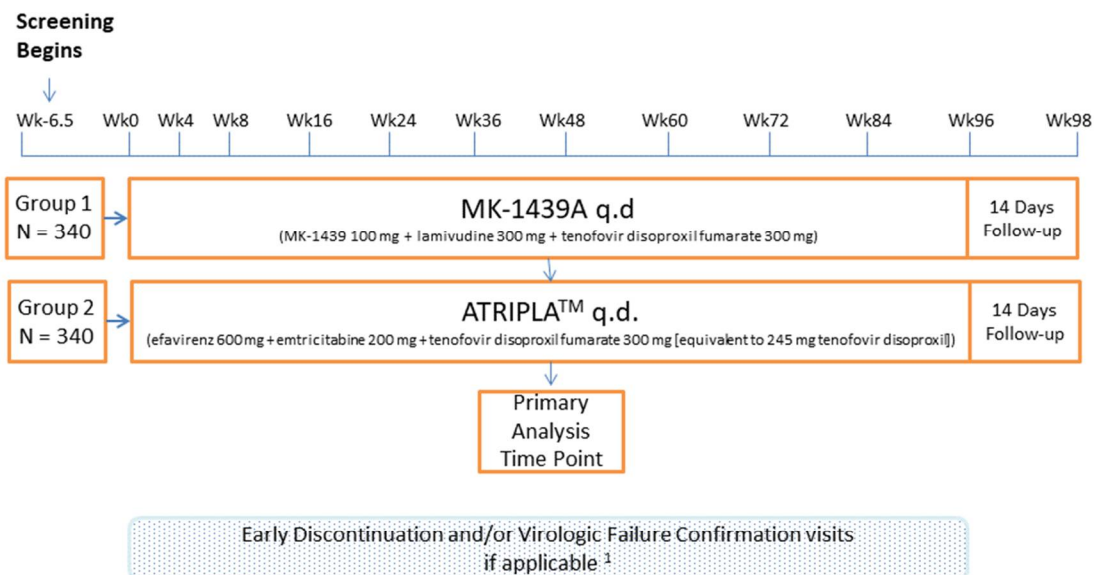 Screening
Begins
Wk-6.5 Wk0 Wk4 Wk8 Wk16 Wk24 Wk36 Wk48 Wk60 Wk72 Wk84 Wk96 Wk98
Group 1
N = 340
MK-1439A q.d
(MK-1439 100 mg + lamivudine 300 mg + tenofovir disoproxil fumarate 300 mg)
14 Days
Follow-up
Group 2
N = 340
ATRIPLA™ q.d.
(efavirenz 600 mg + emtricitabine 200 mg + tenofovir disoproxil fumarate 300 mg [equivalent to 245 mg tenofovir disoproxil])
14 Days
Follow-up
Primary
Analysis
Time Point
Early Discontinuation and/or Virologic Failure Confirmation visits
if applicable ¹